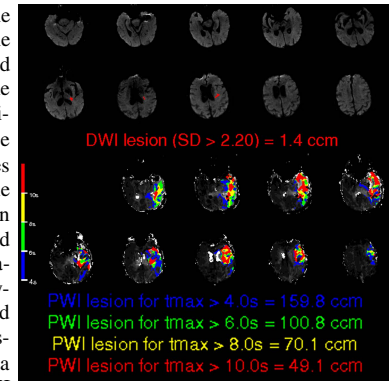 DWI lesion (SD > 2.20) = 1.4 ccm
10s
8s
6s
4s
PWI lesion for tmax > 4.0s = 159.8 ccm
PWI lesion for tmax > 6.0s = 100.8 ccm
PWI lesion for tmax > 8.0s = 70.1 ccm
PWI lesion for tmax > 10.0s = 49.1 ccm